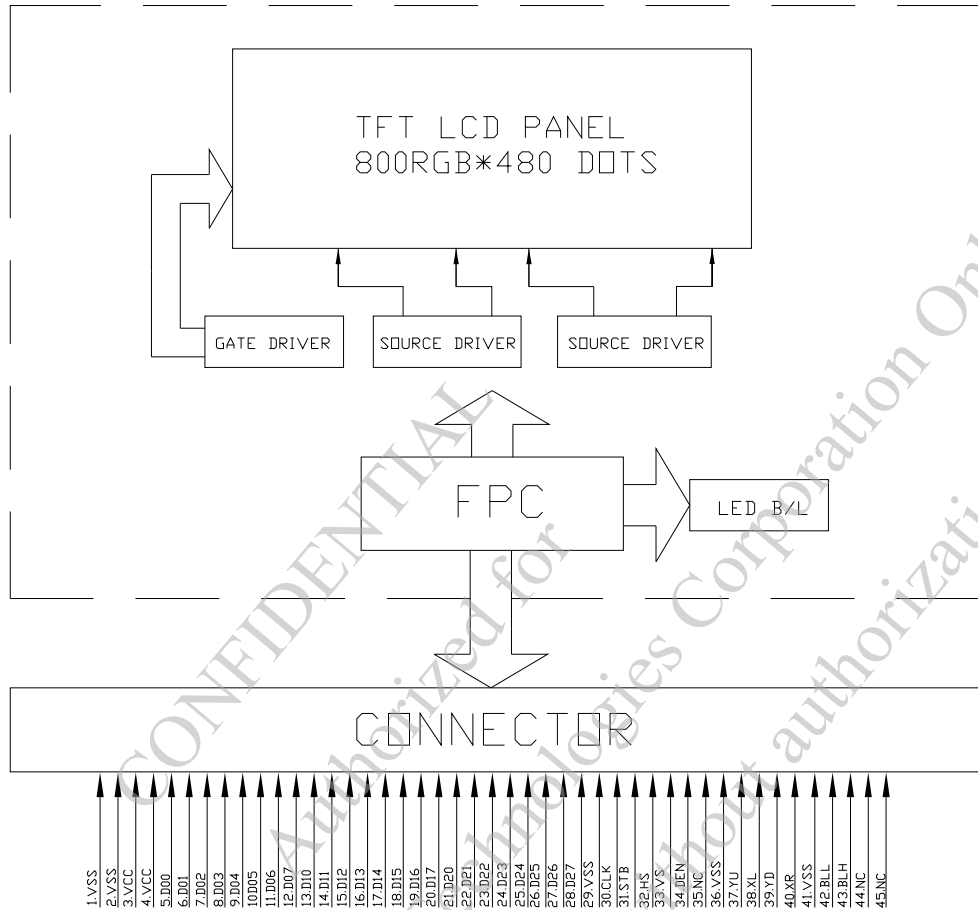 TFT LCD PANEL
800RGB*480 DOTS
GATE DRIVER
SOURCE DRIVER
SOURCE DRIVER
FPC
LED B/L
CONNECTOR
1.VSS
2.VSS
3.VCC
4.VCC
5.D00
6.D01
7.D02
8.D03
9.D04
10.D05
11.D06
12.D07
13.D10
14.D11
15.D12
16.D13
17.D14
18.D15
19.D16
20.D17
21.D20
22.D21
23.D22
24.D23
25.D24
26.D25
27.D26
28.D27
29.VSS
30.CLK
31.STB
32.HS
33.VS
34.DEN
35.NC
36.VSS
37.YU
38.XL
39.YD
40.XR
41.VSS
42.BLL
43.BLH
44.NC
45.NC
CONFIDENTIAL
Authorized for
Technologies Corporation
without